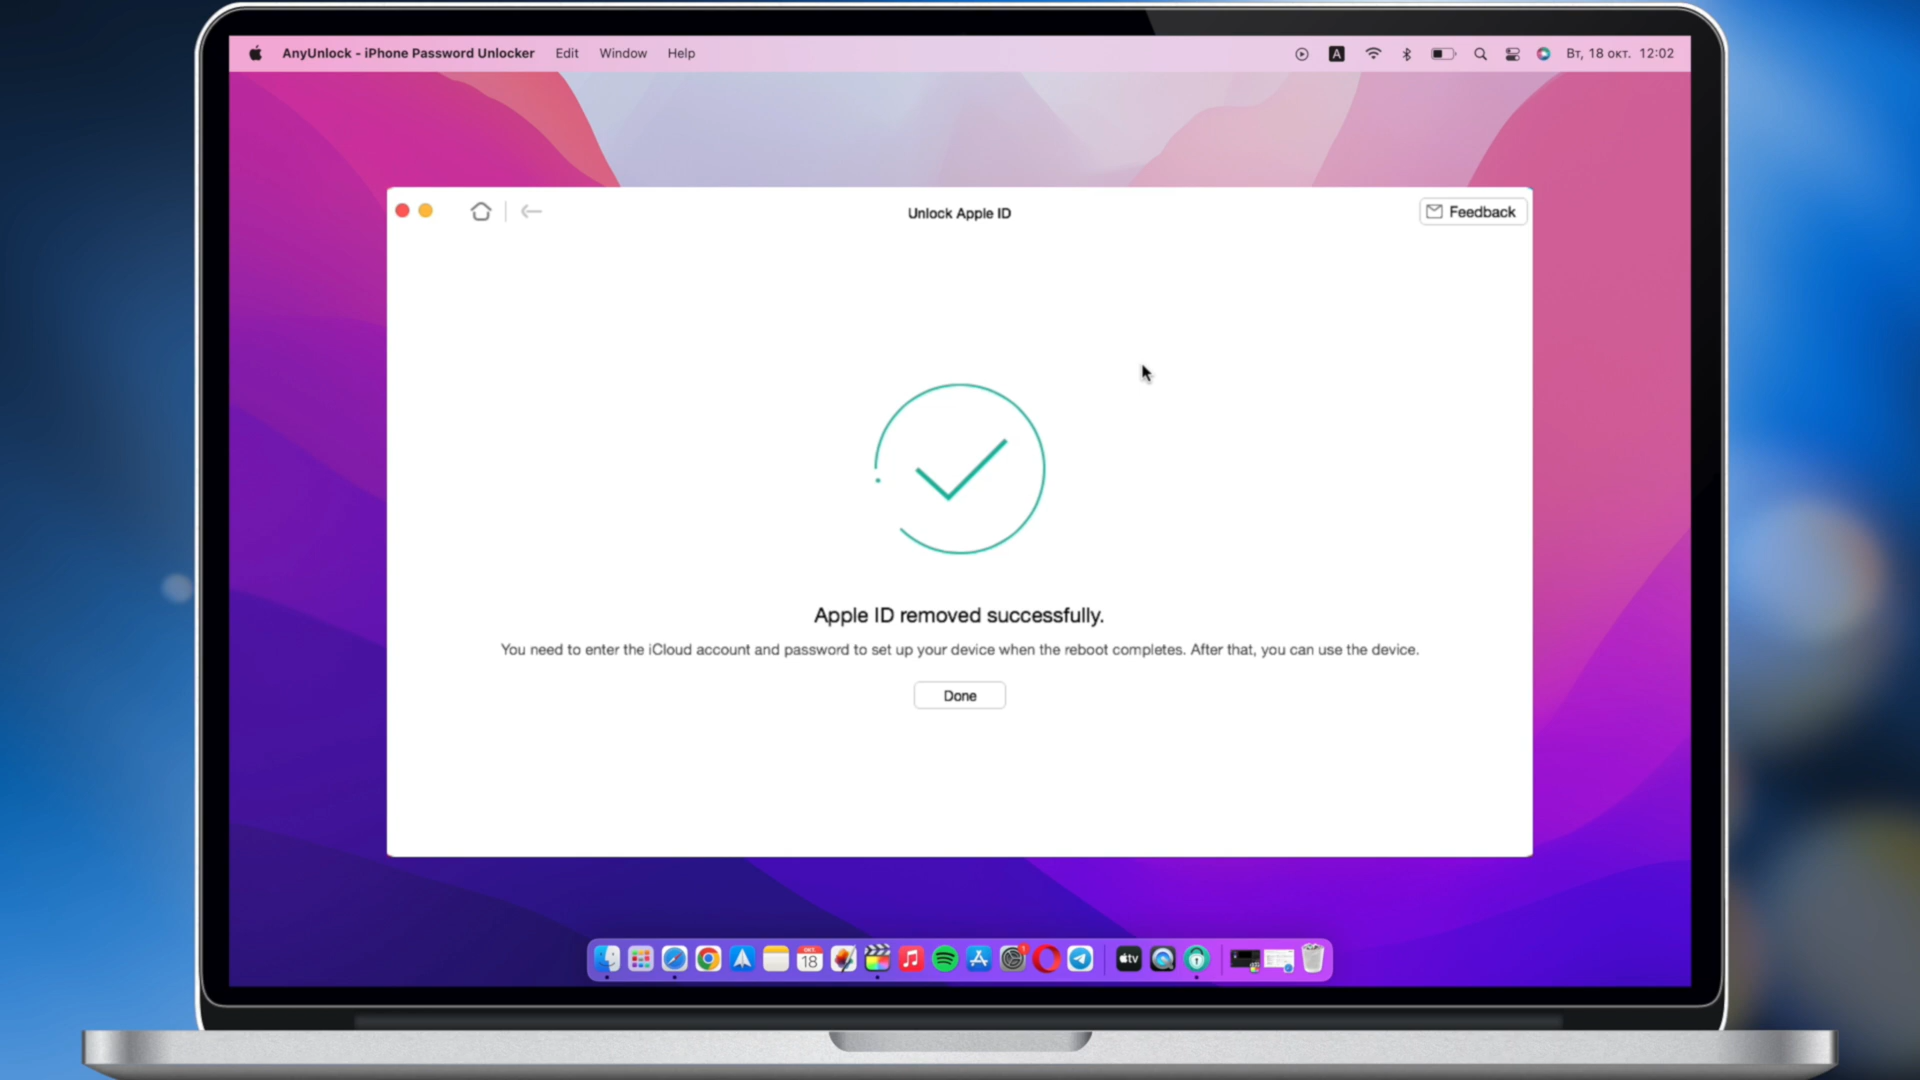 AnyUnlock - iPhone Password Unlocker Edit Window Help A Вт, 18 окт. 12:02
Unlock Apple ID
Feedback
Apple ID removed successfully.
You need to enter the iCloud account and password to set up your device when the reboot completes. After that, you can use the device.
Done
18
tv